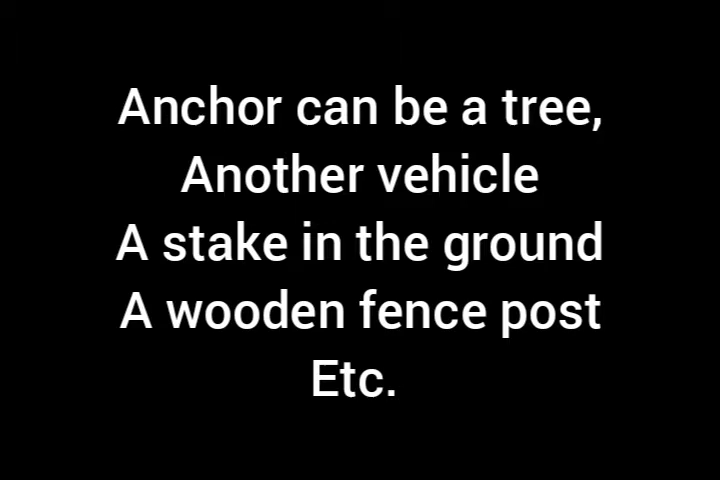 Anchor can be a tree,
Another vehicle
A stake in the ground
A wooden fence post
Etc.